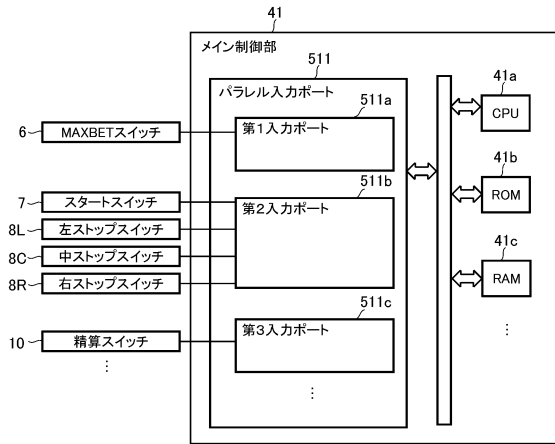 41
メイン制御部
511
パラレル入力ポート
511a
第1入力ポート
41a
CPU
6
MAXBETスイッチ
511b
第2入力ポート
41b
ROM
7
スタートスイッチ
8L
左ストップスイッチ
8C
中ストップスイッチ
8R
右ストップスイッチ
41c
RAM
⋮
511c
第3入力ポート
10
精算スイッチ
⋮
⋮